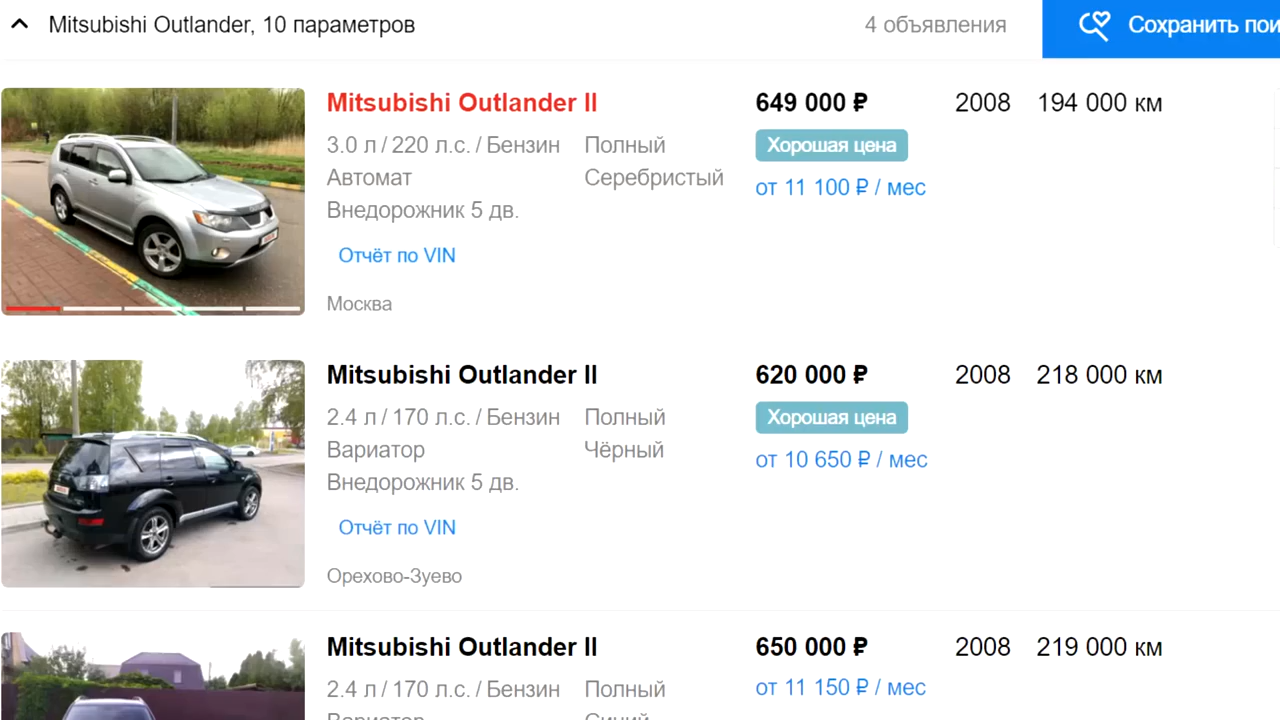 Mitsubishi Outlander, 10 параметров
4 объявления
Сохранить пои
Mitsubishi Outlander II
649 000 ₽
2008
194 000 км
3.0 л / 220 л.с. / Бензин
Полный
Хорошая цена
Автомат
Серебристый
от 11 100 ₽ / мес
Внедорожник 5 дв.
Отчёт по VIN
Москва
Mitsubishi Outlander II
620 000 ₽
2008
218 000 км
2.4 л / 170 л.с. / Бензин
Полный
Хорошая цена
Вариатор
Чёрный
от 10 650 ₽ / мес
Внедорожник 5 дв.
Отчёт по VIN
Орехово-Зуево
Mitsubishi Outlander II
650 000 ₽
2008
219 000 км
2.4 л / 170 л.с. / Бензин
Полный
от 11 150 ₽ / мес
Вариатор
Синий